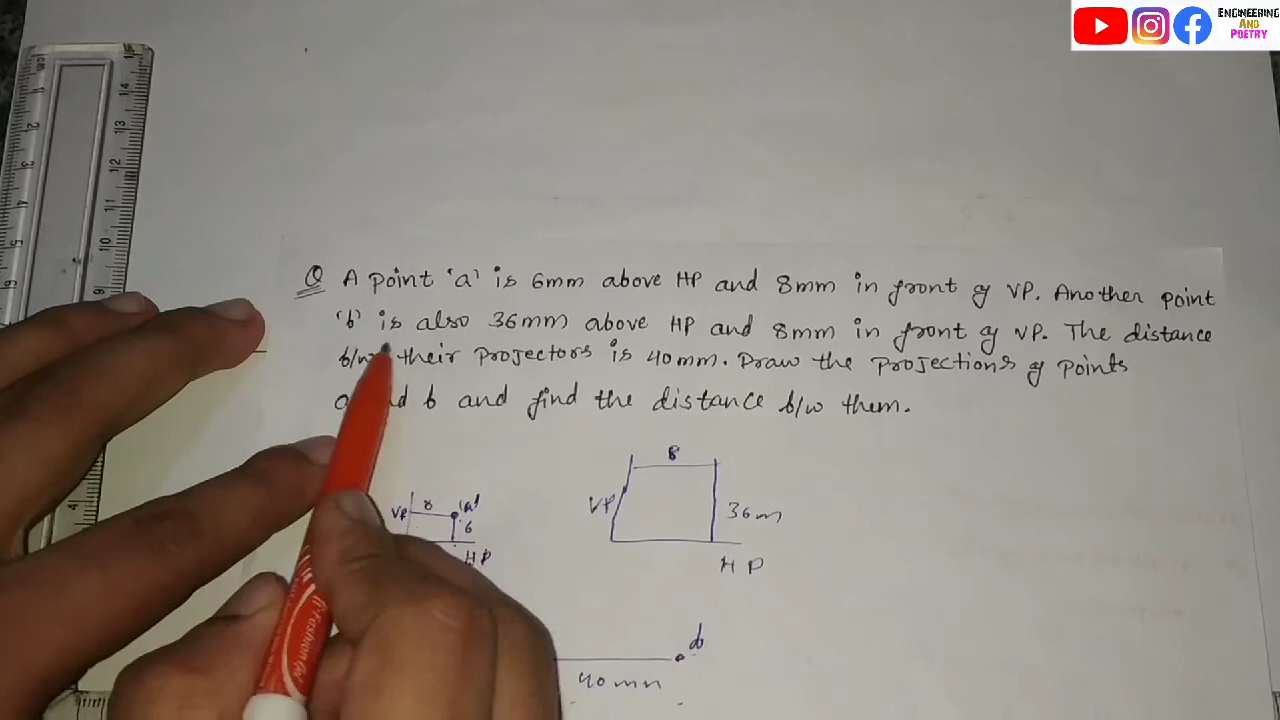 ENGINEERING
AND
POETRY
Q A point 'a' is 6mm above HP and 8mm in front of VP. Another point
'b' is also 36mm above HP and 8mm in front of VP. The distance
b/w their projectors is 40mm. Draw the projections of points
b and find the distance b/w them.
8
VP 8 'a'
6
HP
VP 36m
HP
b
40mm